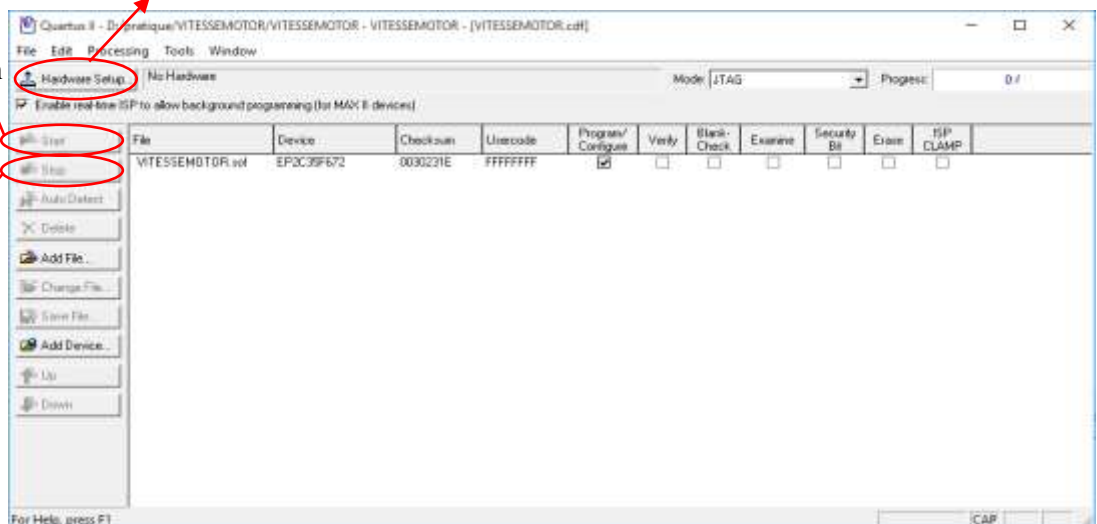 Quartus II - D:/pratique/VITESSEMOTOR/VITESSEMOTOR - VITESSEMOTOR - [VITESSEMOTOR.cdf]
File Edit Processing Tools Window
Hardware Setup... No Hardware Mode: JTAG Progress: 0 /
Enable real-time ISP to allow background programming (for MAX II devices)
Start File Device Checksum Usercode Program/ Configure Verify Blank- Check Examine Security Bit Erase ISP CLAMP
Stop VITESSEMOTOR.sof EP2C35F672 0030231E FFFFFFFF
Auto Detect
Delete
Add File...
Change File...
Save File...
Add Device...
Up
Down
For Help, press F1 CAP